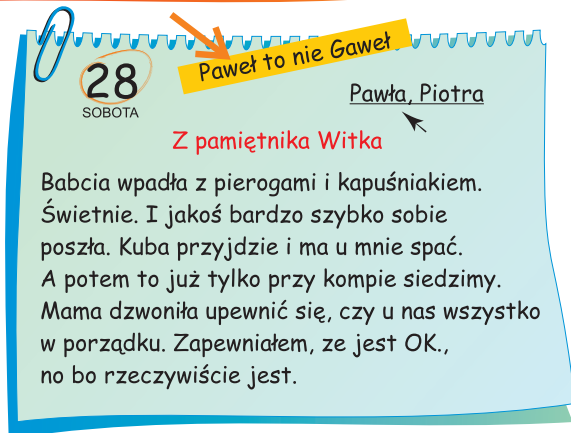 Paweł to nie Gaweł
28
SOBOTA
Pawła, Piotra
Z pamiętnika Witka
Babcia wpadła z pierogami i kapuśniakiem.
Świetnie. I jakoś bardzo szybko sobie
poszła. Kuba przyjdzie i ma u mnie spać.
A potem to już tylko przy kompie siedzimy.
Mama dzwoniła upewnić się, czy u nas wszystko
w porządku. Zapewniałem, ze jest OK.,
no bo rzeczywiście jest.